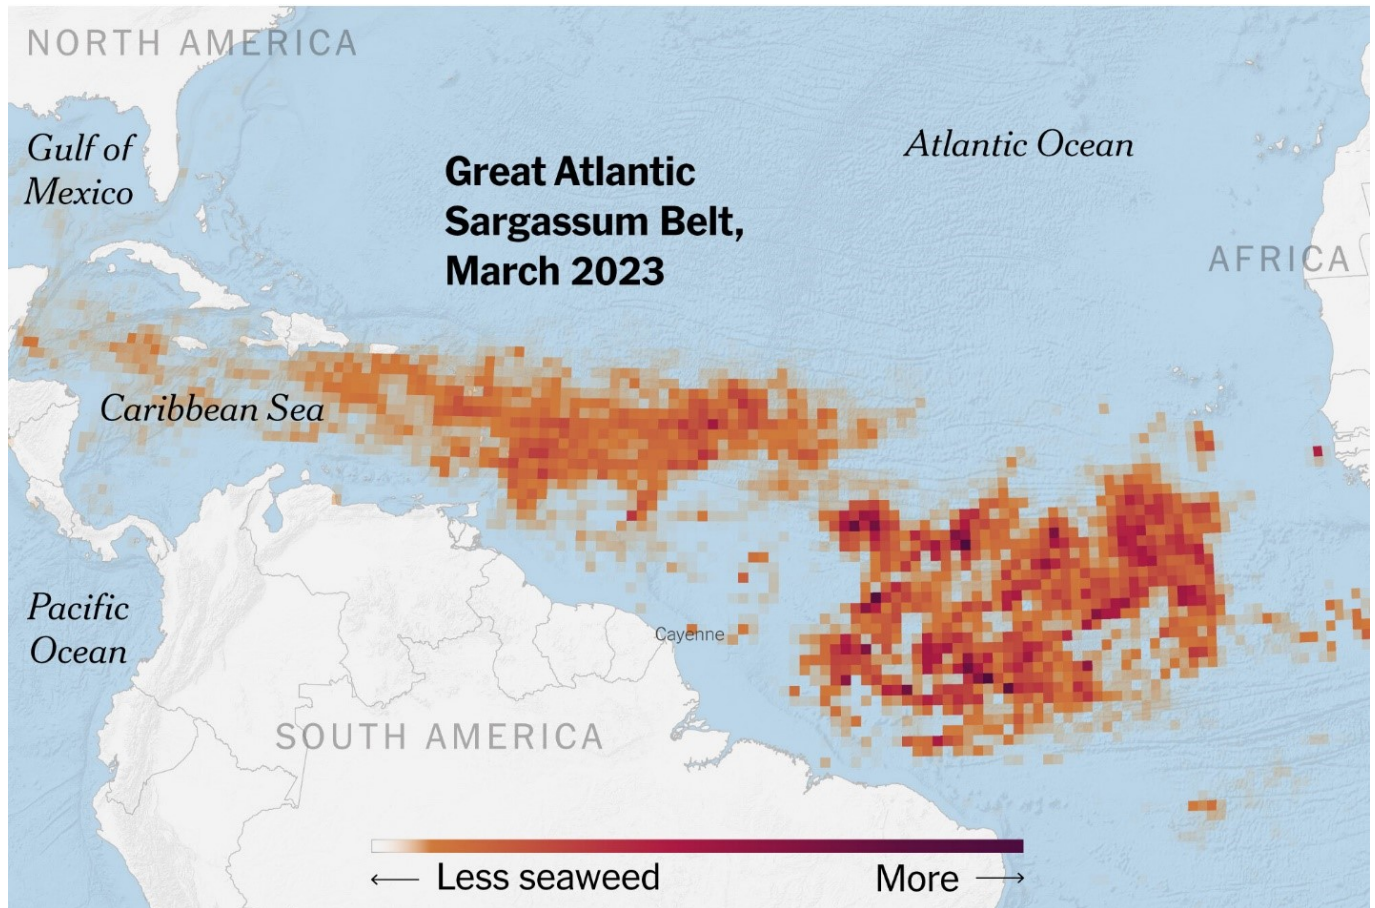 NORTH AMERICA
Gulf of
Mexico
Atlantic Ocean
Great Atlantic
Sargassum Belt,
March 2023
AFRICA
Caribbean Sea
Pacific
Ocean
Cayenne
SOUTH AMERICA
← Less seaweed
More →